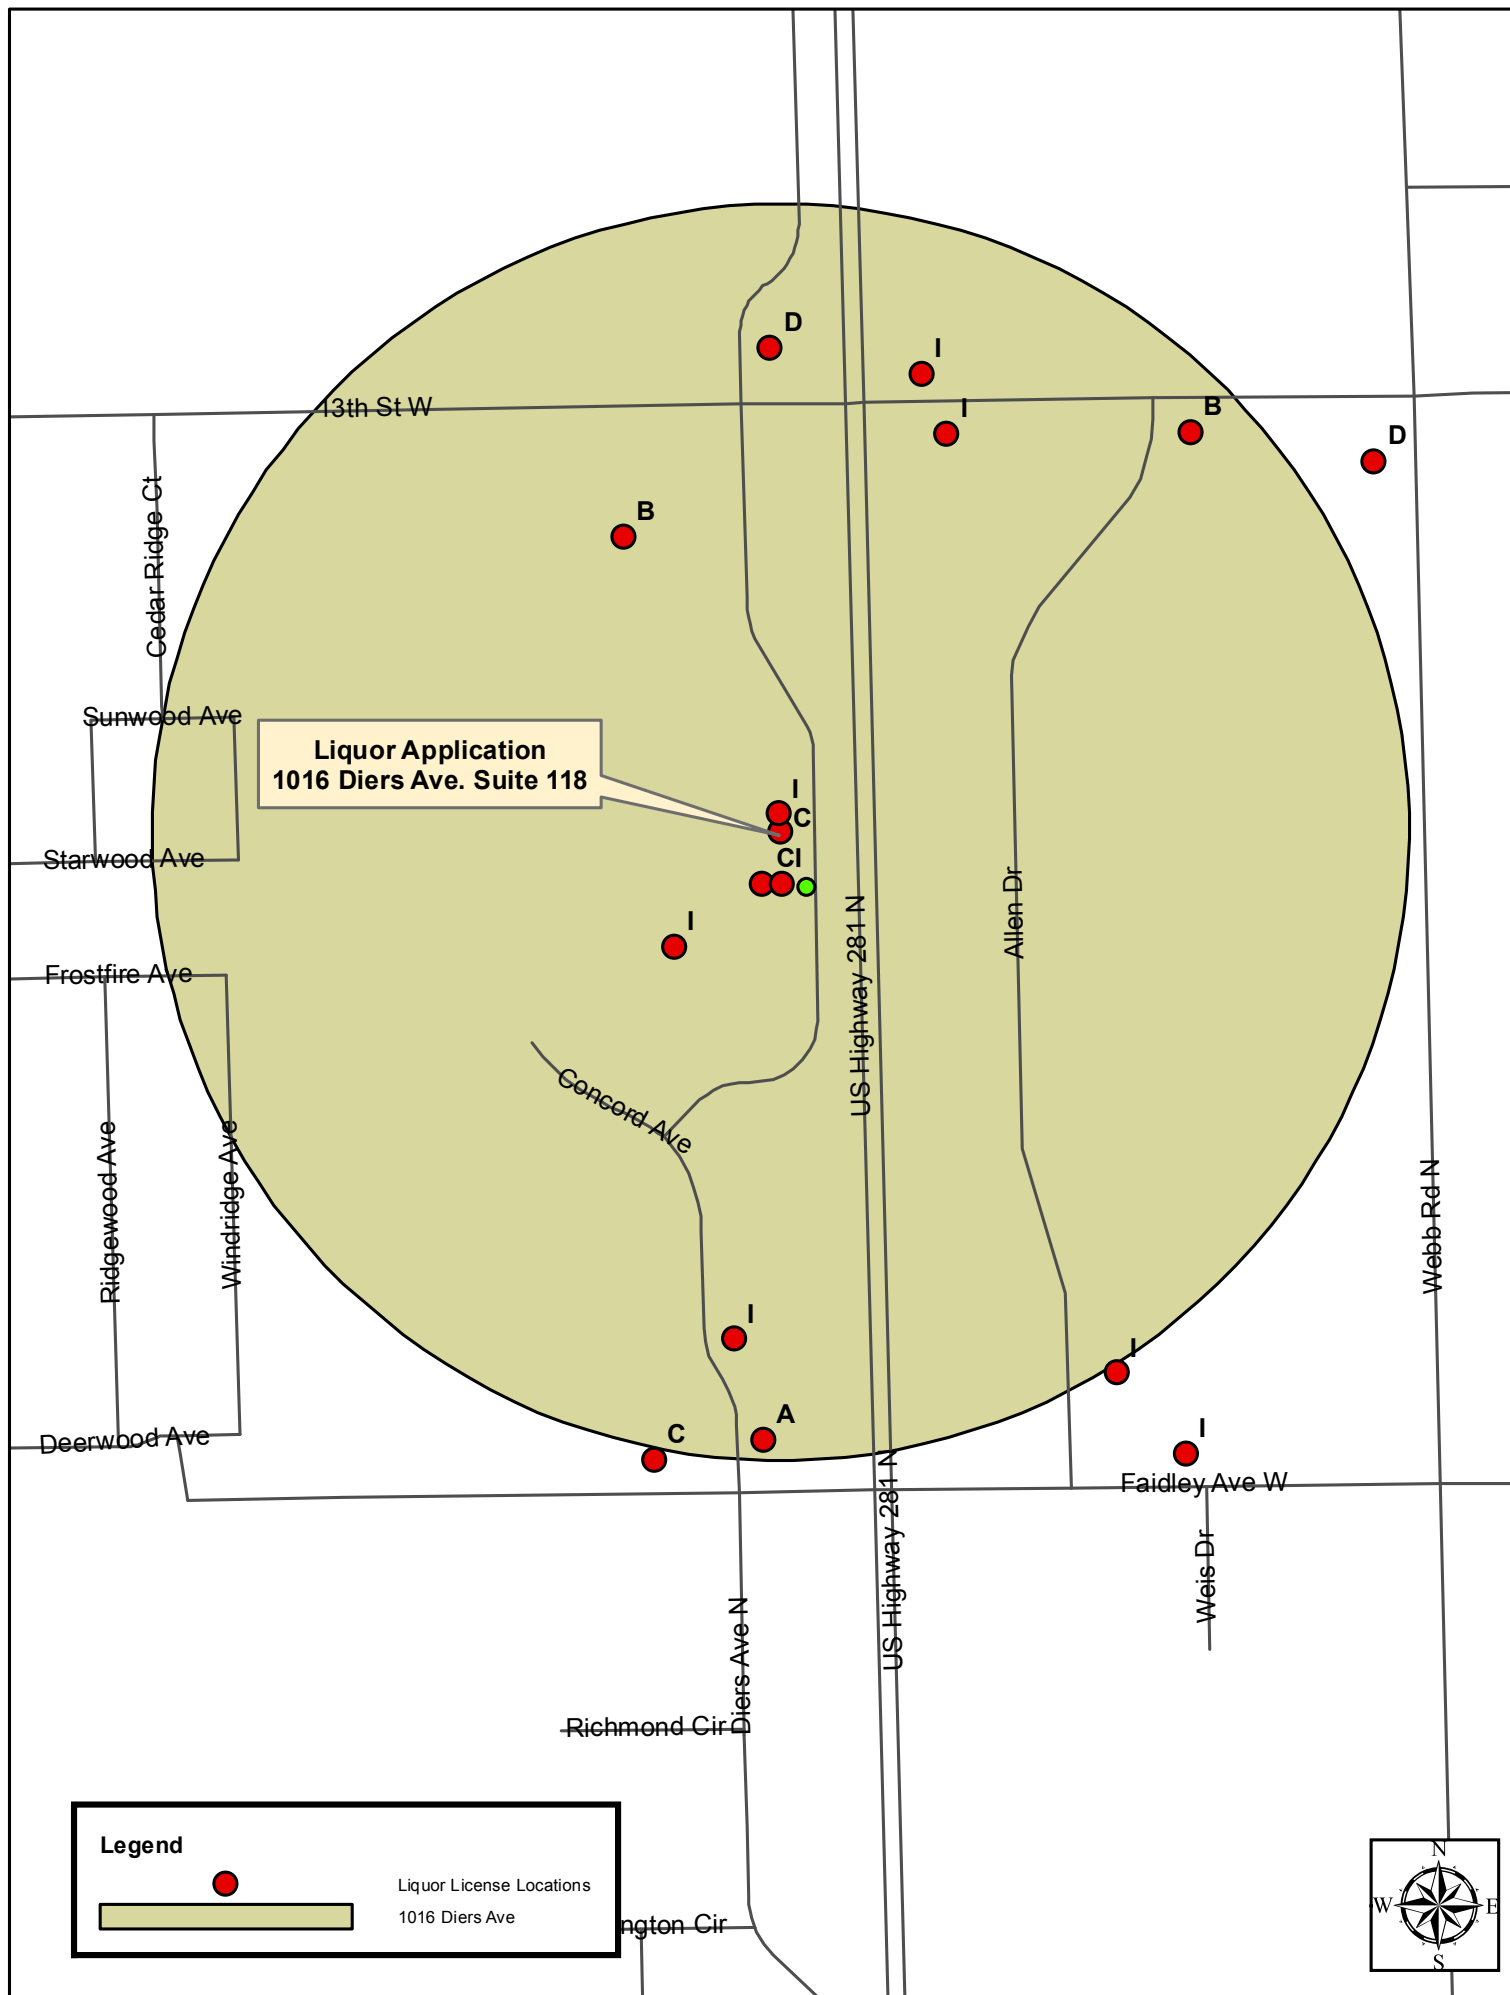 D
I
13th St W
I
B
D
B
Cedar Ridge Ct
Sunwood Ave
Liquor Application
1016 Diers Ave. Suite 118
I
C
CI
Starwood Ave
I
US Highway 281 N
Allen Dr
Frostfire Ave
Concord Ave
Ridgewood Ave
Windridge Ave
Webb Rd N
I
I
A
C
I
Deerwood Ave
Faidley Ave W
US Highway 281 N
Weis Dr
Diers Ave N
Richmond Cir
Legend
Liquor License Locations
1016 Diers Ave
ngton Cir
N
W
E
S